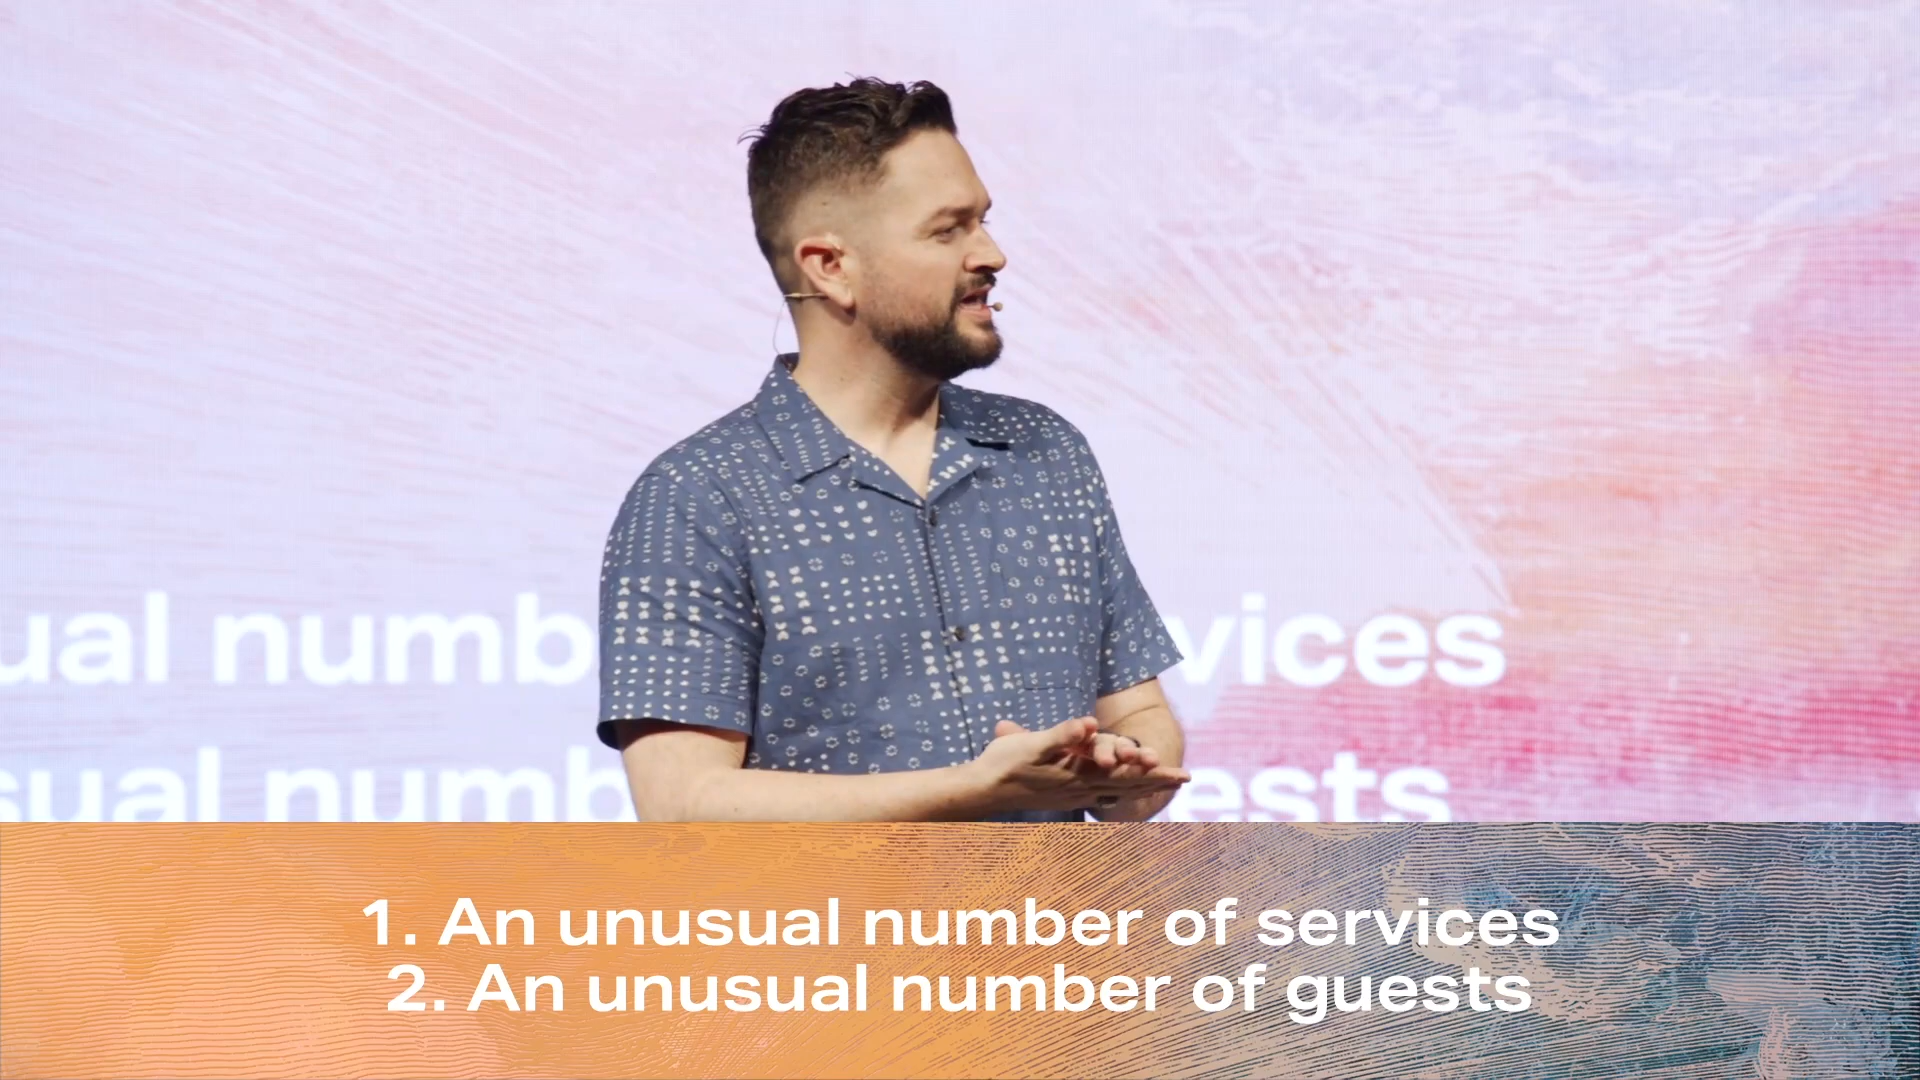 ual numb vices
sual numb ests
1. An unusual number of services
2. An unusual number of guests